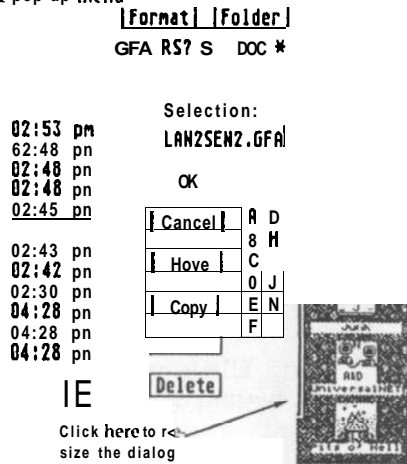 pop up menu
|Format| |Folder|
GFA RS? S DOC *
Selection:
LAN2SEN2.GFA
02:53 pm
62:48 pn
02:48 pn
02:48 pn
02:45 pn
02:43 pn
02:42 pn
02:30 pn
04:28 pn
04:28 pn
04:28 pn
OK
Cancel
Hove
Copy
A D
8 H
C
0 J
E N
F
Delete
IE
Click here to r<
size the dialog
Junk
AID
UniversalNET